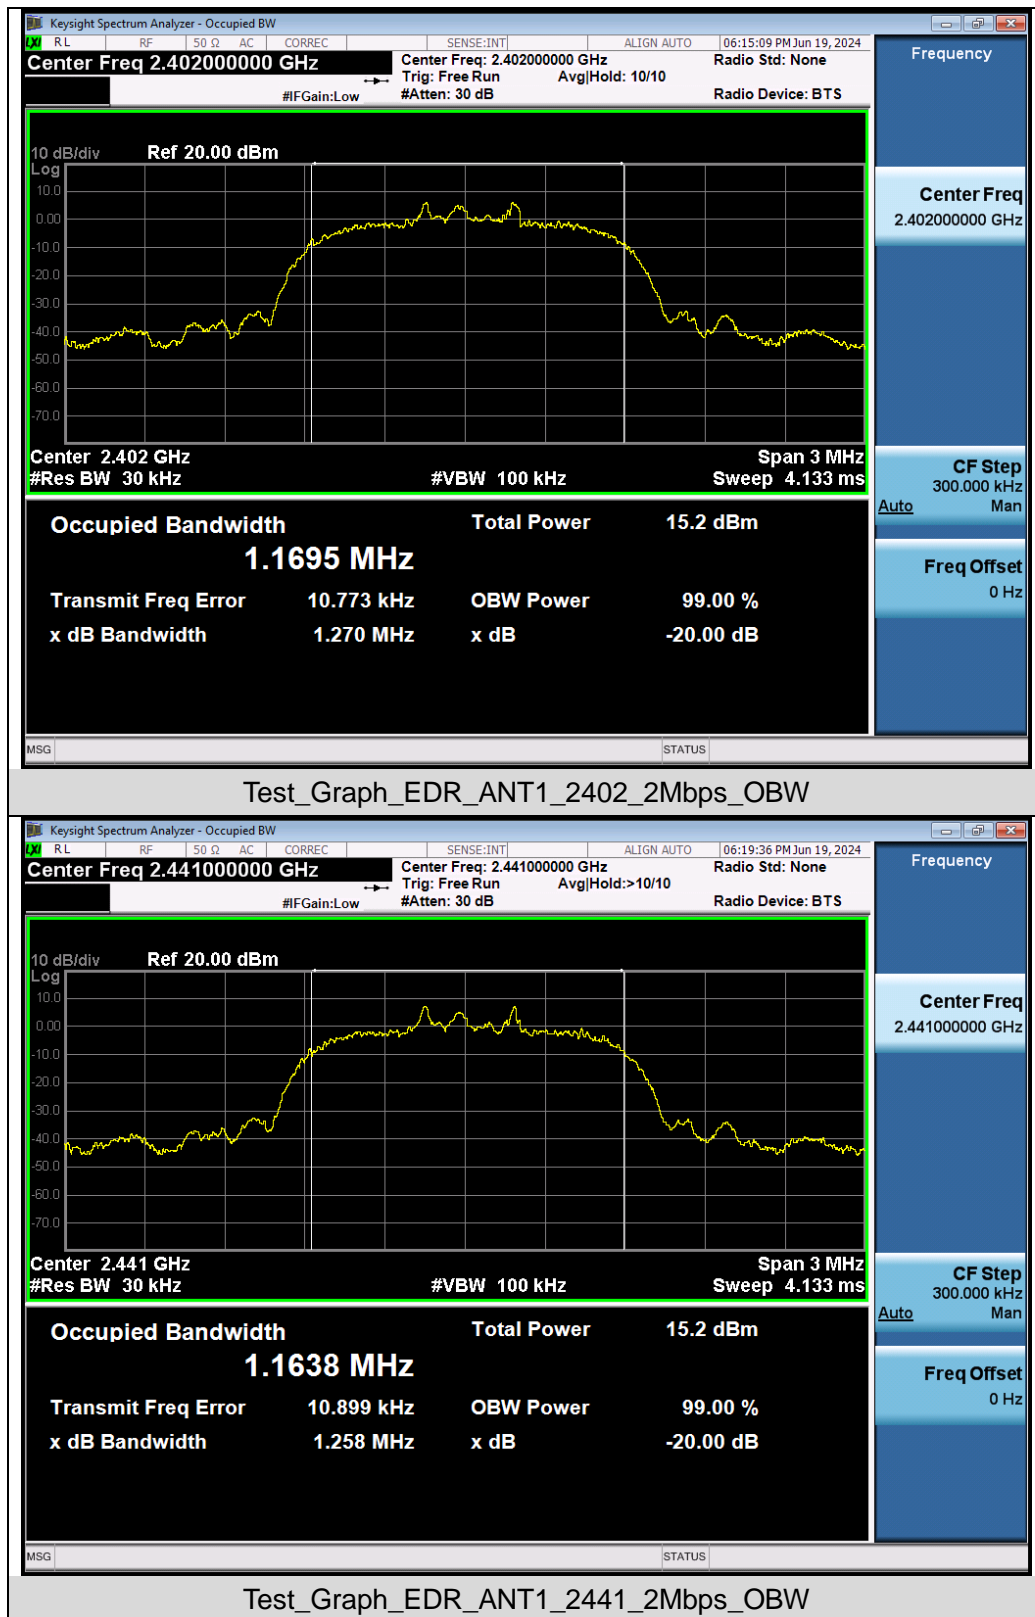 Keysight Spectrum Analyzer - Occupied BW
LXI RL RF 50 Ω AC CORREC SENSE:INT ALIGN AUTO 06:15:09 PM Jun 19, 2024
Center Freq 2.402000000 GHz Center Freq: 2.402000000 GHz Radio Std: None
Trig: Free Run Avg|Hold: 10/10
#IFGain:Low #Atten: 30 dB Radio Device: BTS
10 dB/div Ref 20.00 dBm
Log
10.0
0.00
-10.0
-20.0
-30.0
-40.0
-50.0
-60.0
-70.0
Center 2.402 GHz Span 3 MHz
#Res BW 30 kHz #VBW 100 kHz Sweep 4.133 ms
Occupied Bandwidth Total Power 15.2 dBm
1.1695 MHz
Transmit Freq Error 10.773 kHz OBW Power 99.00 %
x dB Bandwidth 1.270 MHz x dB -20.00 dB
MSG STATUS
Frequency
Center Freq
2.402000000 GHz
CF Step
300.000 kHz
Auto Man
Freq Offset
0 Hz
Test_Graph_EDR_ANT1_2402_2Mbps_OBW
Keysight Spectrum Analyzer - Occupied BW
LXI RL RF 50 Ω AC CORREC SENSE:INT ALIGN AUTO 06:19:36 PM Jun 19, 2024
Center Freq 2.441000000 GHz Center Freq: 2.441000000 GHz Radio Std: None
Trig: Free Run Avg|Hold:>10/10
#IFGain:Low #Atten: 30 dB Radio Device: BTS
10 dB/div Ref 20.00 dBm
Log
10.0
0.00
-10.0
-20.0
-30.0
-40.0
-50.0
-60.0
-70.0
Center 2.441 GHz Span 3 MHz
#Res BW 30 kHz #VBW 100 kHz Sweep 4.133 ms
Occupied Bandwidth Total Power 15.2 dBm
1.1638 MHz
Transmit Freq Error 10.899 kHz OBW Power 99.00 %
x dB Bandwidth 1.258 MHz x dB -20.00 dB
MSG STATUS
Frequency
Center Freq
2.441000000 GHz
CF Step
300.000 kHz
Auto Man
Freq Offset
0 Hz
Test_Graph_EDR_ANT1_2441_2Mbps_OBW